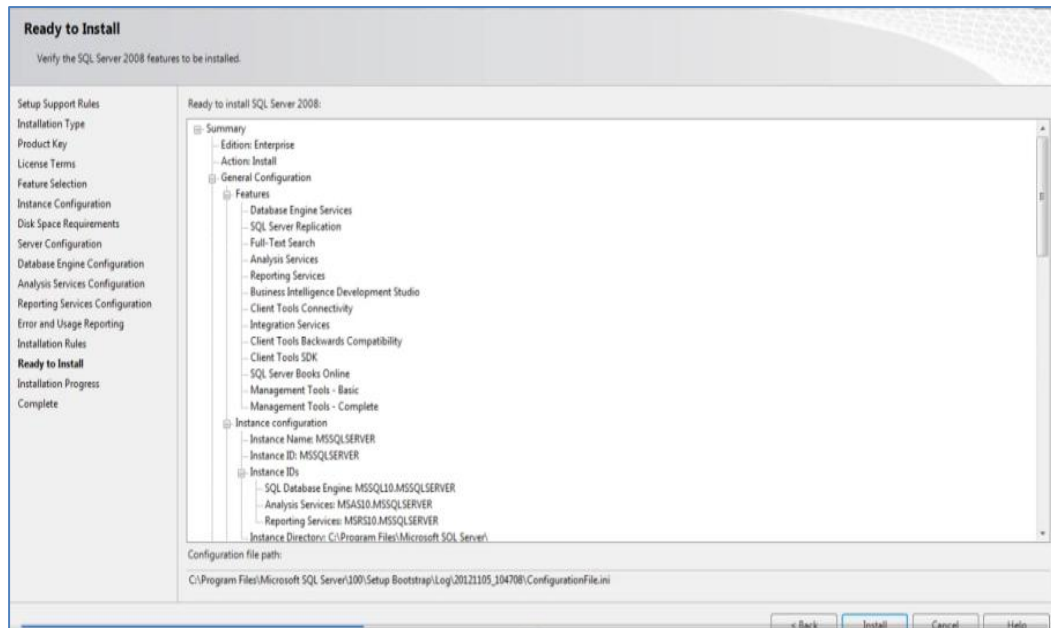 Ready to Install
Verify the SQL Server 2008 features to be installed.
Setup Support Rules
Installation Type
Product Key
License Terms
Feature Selection
Instance Configuration
Disk Space Requirements
Server Configuration
Database Engine Configuration
Analysis Services Configuration
Reporting Services Configuration
Error and Usage Reporting
Installation Rules
Ready to Install
Installation Progress
Complete
Ready to install SQL Server 2008:
Summary
Edition: Enterprise
Action: Install
General Configuration
Features
Database Engine Services
SQL Server Replication
Full-Text Search
Analysis Services
Reporting Services
Business Intelligence Development Studio
Client Tools Connectivity
Integration Services
Client Tools Backwards Compatibility
Client Tools SDK
SQL Server Books Online
Management Tools - Basic
Management Tools - Complete
Instance configuration
Instance Name: MSSQLSERVER
Instance ID: MSSQLSERVER
Instance IDs
SQL Database Engine: MSSQL10.MSSQLSERVER
Analysis Services: MSAS10.MSSQLSERVER
Reporting Services: MSRS10.MSSQLSERVER
Instance Directory: C:\Program Files\Microsoft SQL Server\
Configuration file path:
C:\Program Files\Microsoft SQL Server\100\Setup Bootstrap\Log\20121105_104708\ConfigurationFile.ini
< Back Install Cancel Help